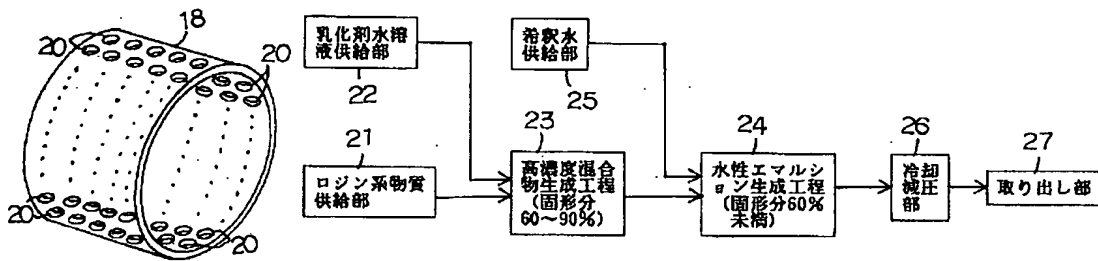 18
20
20
20
20
乳化剤水溶
液供給部
22
希釈水
供給部
25
21
ロジン系物質
供給部
23
高濃度混合
物生成工程
(固形分
60～90%)
24
水性エマルシ
ョン生成工程
(固形分60%
未満)
26
冷却
減圧
部
27
取り出し部